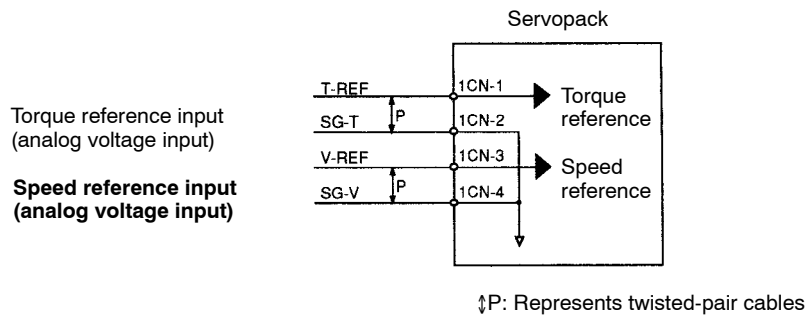 Servopack
T-REF
1CN-1
Torque
reference
P
Torque reference input
(analog voltage input)
SG-T
1CN-2
V-REF
1CN-3
Speed
reference
P
Speed reference input
(analog voltage input)
SG-V
1CN-4
P: Represents twisted-pair cables